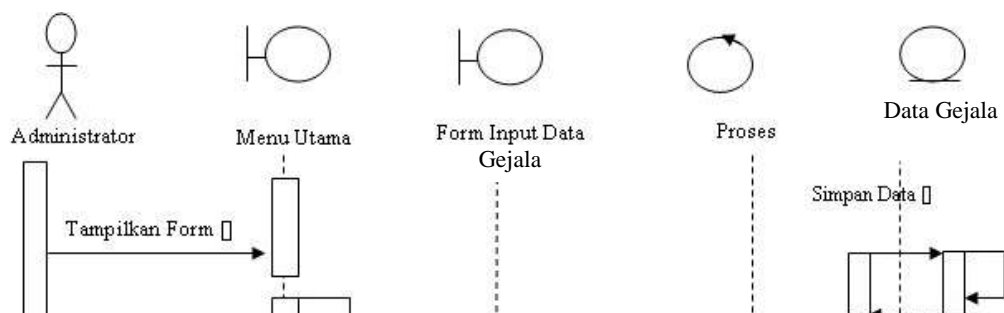 Administrator
Menu Utama
Form Input Data
Gejala
Proses
Data Gejala
Tampilkan Form []
Simpan Data []